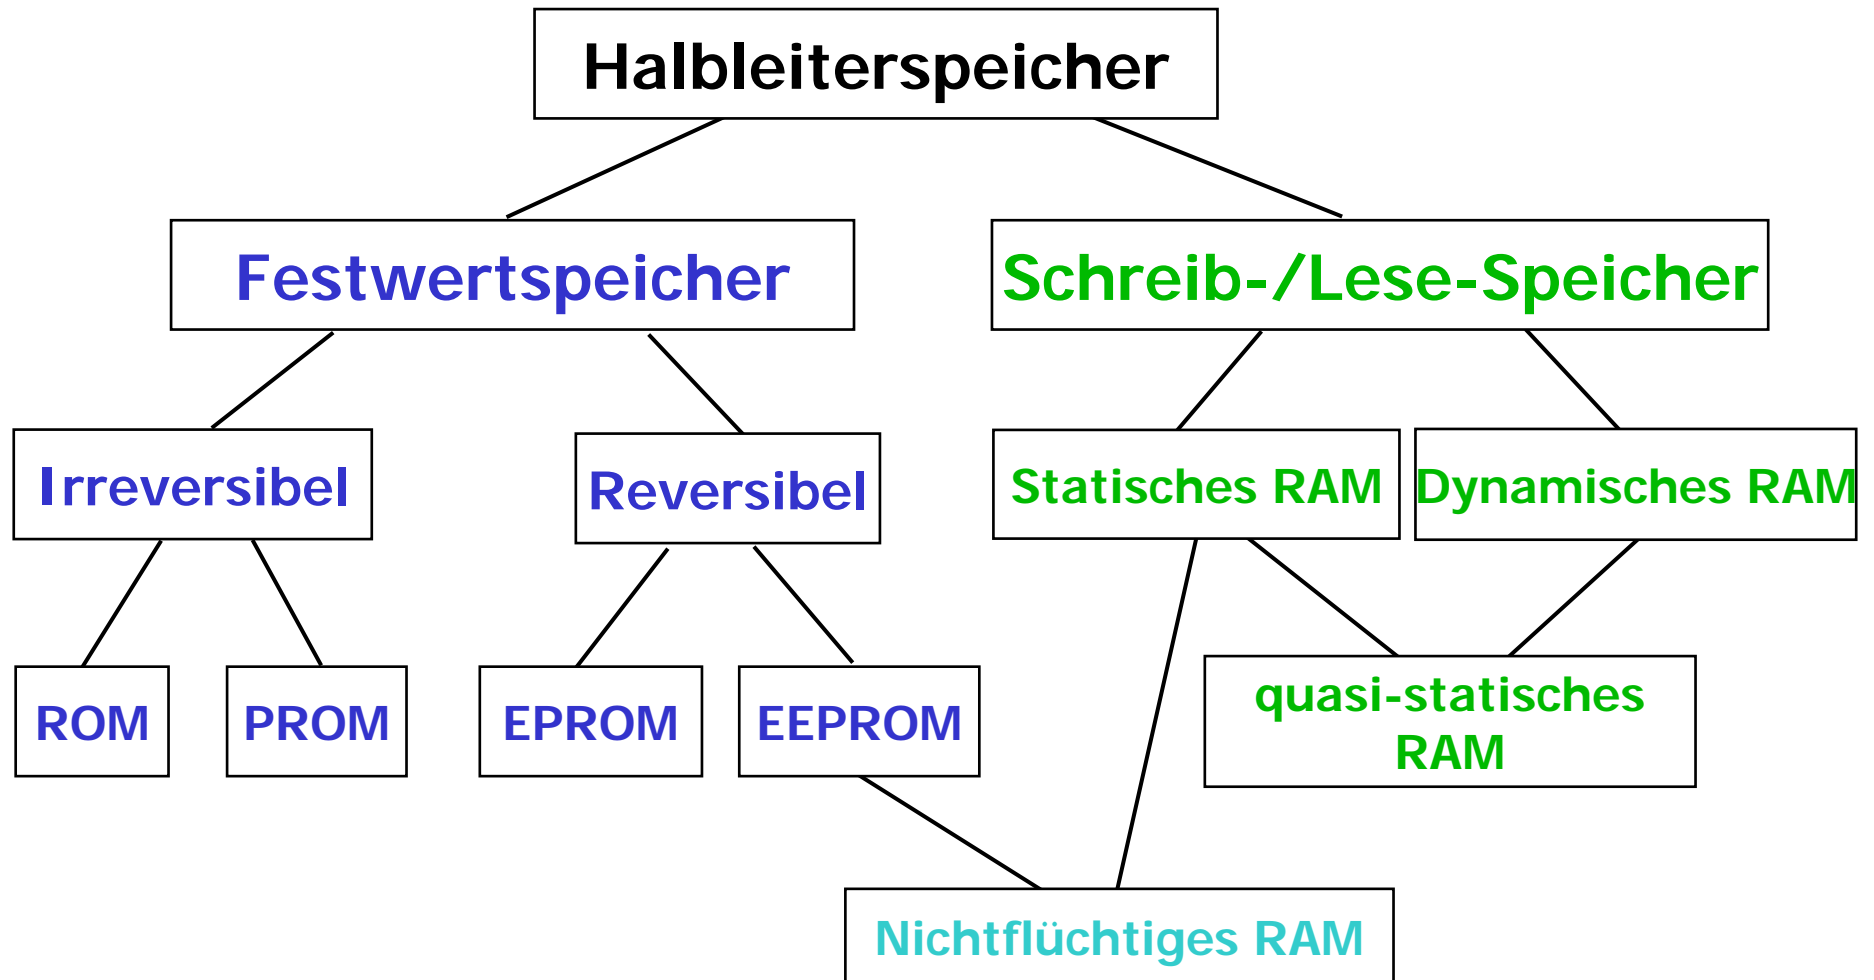 Halbleiterspeicher
Festwertspeicher
Schreib-/Lese-Speicher
Irreversibel
Reversibel
Statisches RAM
Dynamisches RAM
ROM
PROM
EPROM
EEPROM
quasi-statisches
RAM
Nichtflüchtiges RAM